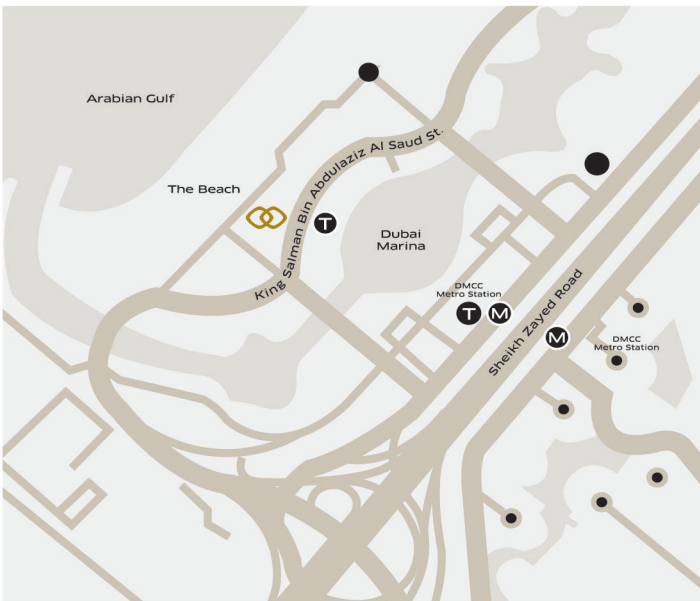 Arabian Gulf
King Salman Bin Abdulaziz Al Saud St.
The Beach
T
Dubai
Marina
DMCC
Metro Station
T M
Sheikh Zayed Road
M
DMCC
Metro Station